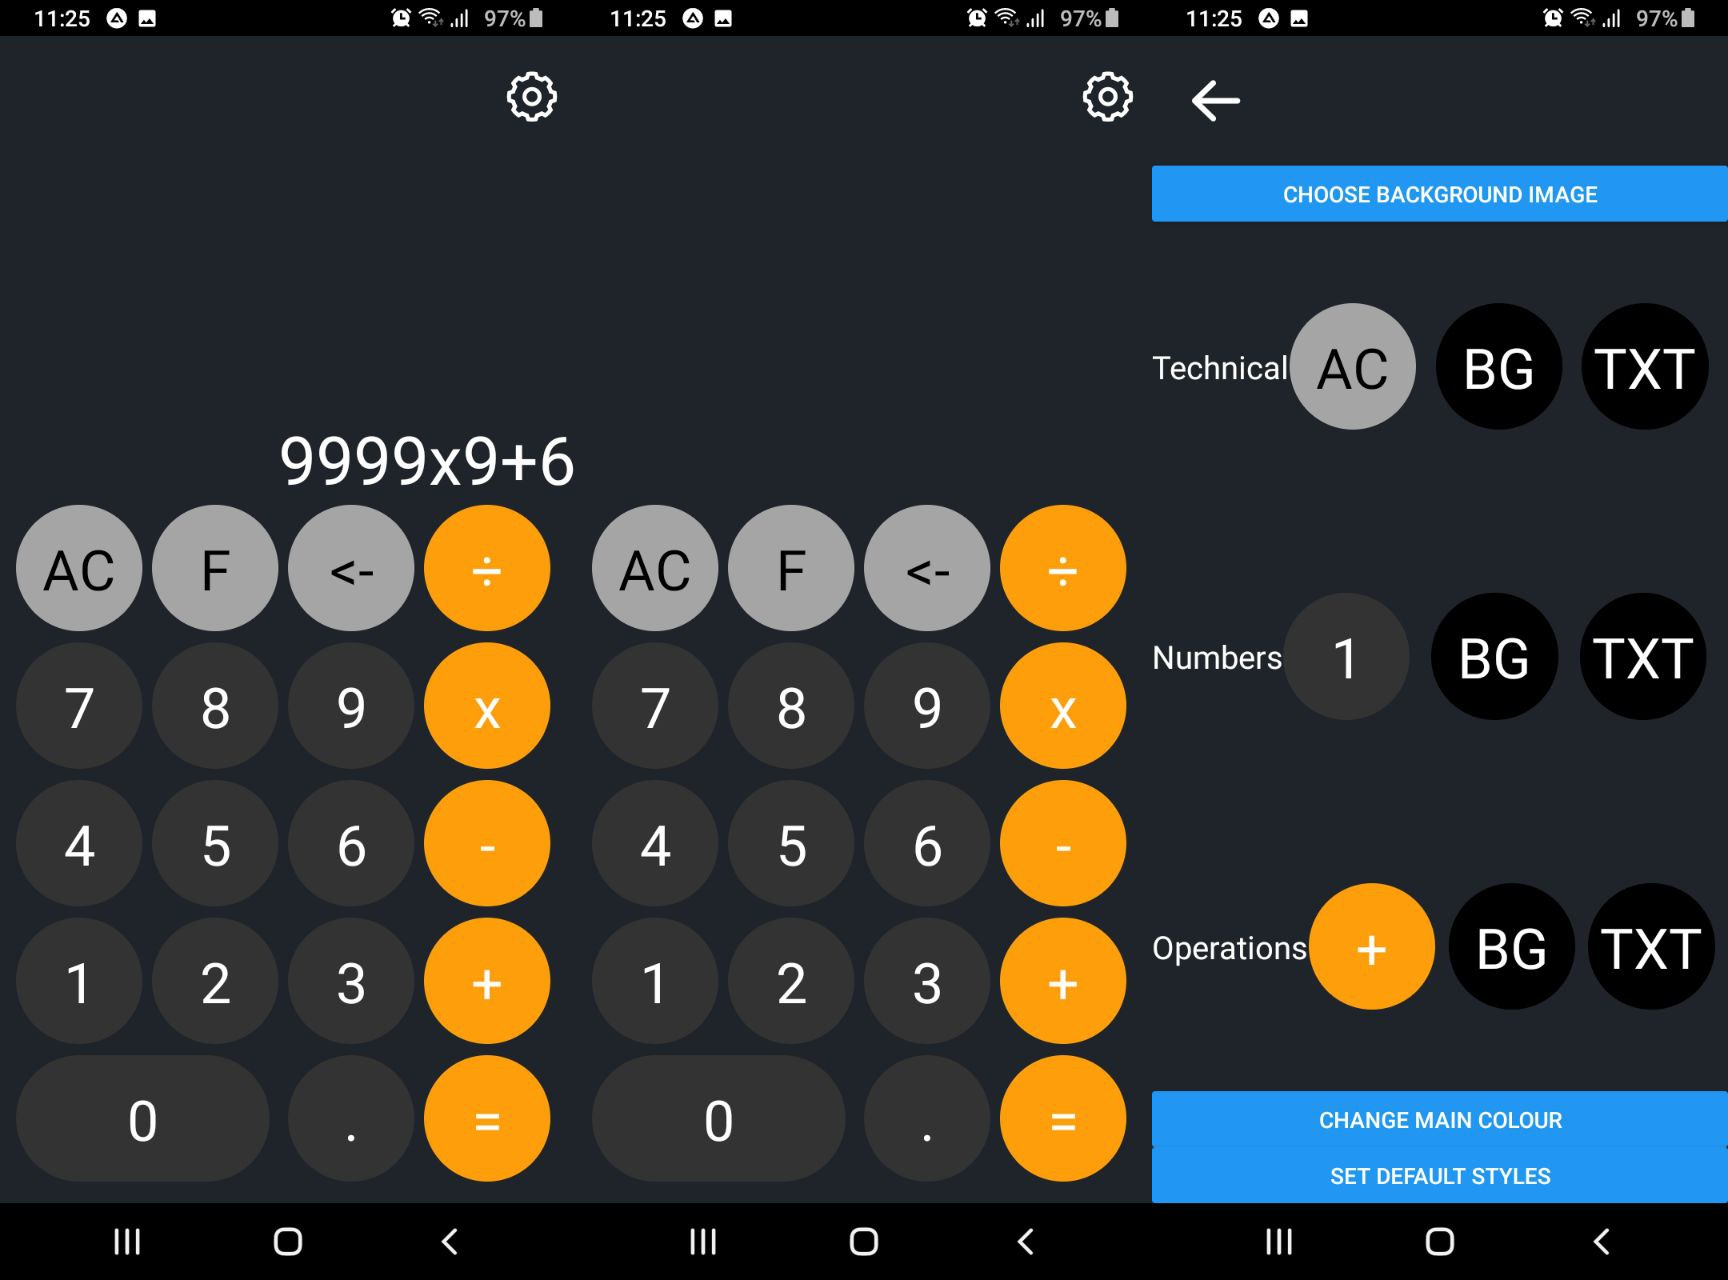 11:25 97%
9999x9+6
AC F <- ÷
7 8 9 x
4 5 6 -
1 2 3 +
0 . =
11:25 97%
AC F <- ÷
7 8 9 x
4 5 6 -
1 2 3 +
0 . =
11:25 97%
CHOOSE BACKGROUND IMAGE
Technical AC BG TXT
Numbers 1 BG TXT
Operations + BG TXT
CHANGE MAIN COLOUR
SET DEFAULT STYLES